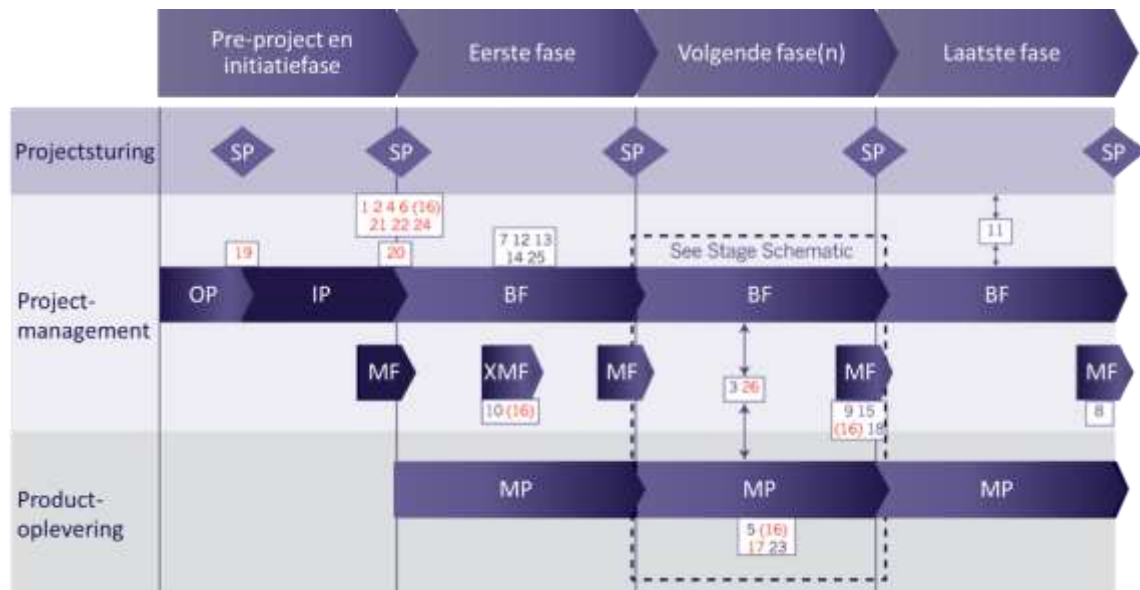 Pre-project en
initiatiefase
Eerste fase
Volgende fase(n)
Laatste fase
Projectsturing
SP
SP
SP
SP
SP
1 2 4 6 (16)
21 22 24
19
20
7 12 13
14 25
See Stage Schematic
11
Project-
management
OP
IP
BF
BF
BF
MF
XMF
MF
MF
MF
10 (16)
3 26
9 15
(16) 18
8
Product-
oplevering
MP
MP
MP
5 (16)
17 23